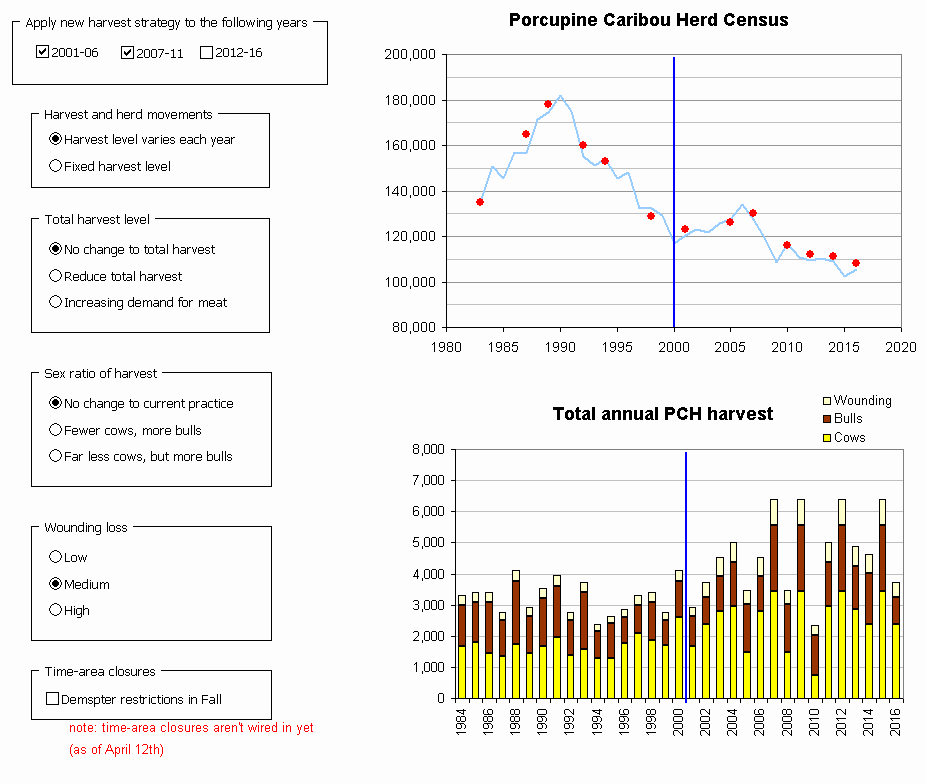 Apply new harvest strategy to the following years
2001-06 2007-11 2012-16
Harvest and herd movements
Harvest level varies each year
Fixed harvest level
Total harvest level
No change to total harvest
Reduce total harvest
Increasing demand for meat
Sex ratio of harvest
No change to current practice
Fewer cows, more bulls
Far less cows, but more bulls
Wounding loss
Low
Medium
High
Time-area closures
Demspter restrictions in Fall
note: time-area closures aren't wired in yet
(as of April 12th)
Porcupine Caribou Herd Census
200,000
180,000
160,000
140,000
120,000
100,000
80,000
1980 1985 1990 1995 2000 2005 2010 2015 2020
Total annual PCH harvest
Wounding
Bulls
Cows
8,000
7,000
6,000
5,000
4,000
3,000
2,000
1,000
0
1984 1986 1988 1990 1992 1994 1996 1998 2000 2002 2004 2006 2008 2010 2012 2014 2016